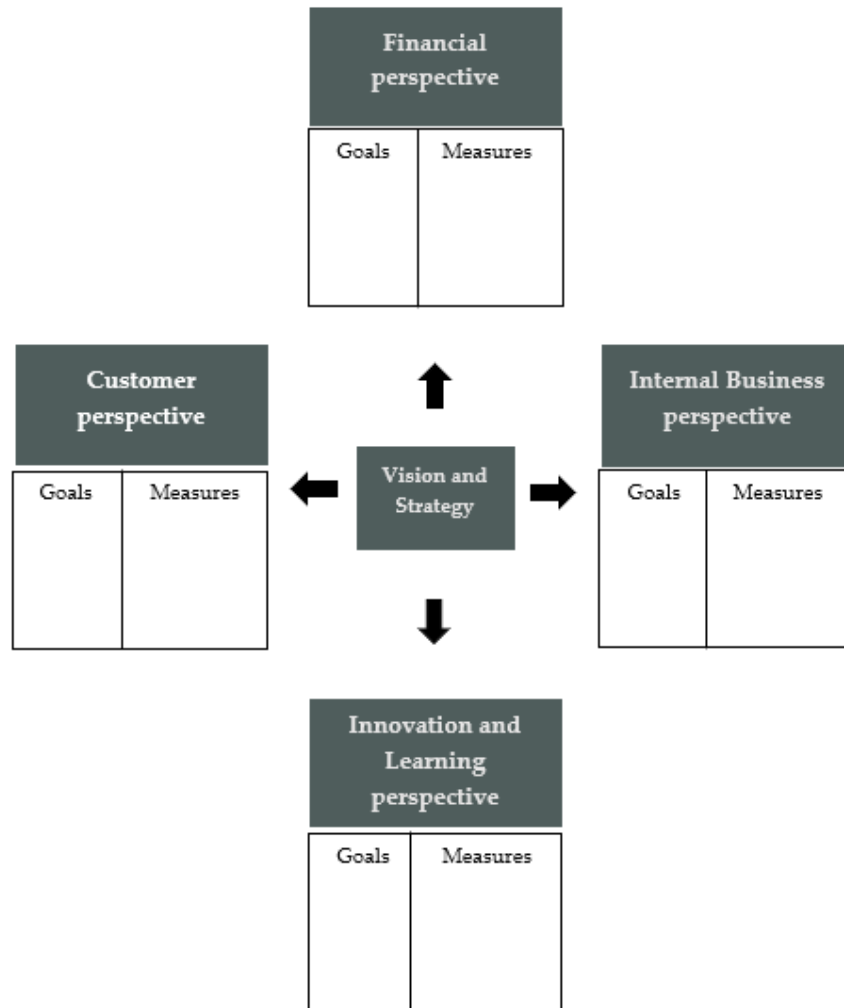 Financial
perspective
Goals Measures
Customer
perspective
Goals Measures
Vision and
Strategy
Internal Business
perspective
Goals Measures
Innovation and
Learning
perspective
Goals Measures